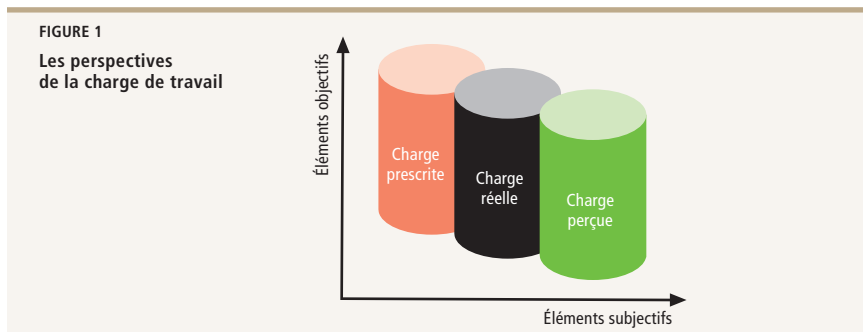 FIGURE 1
Les perspectives
de la charge de travail
Éléments objectifs
Charge
prescrite
Charge
réelle
Charge
perçue
Éléments subjectifs